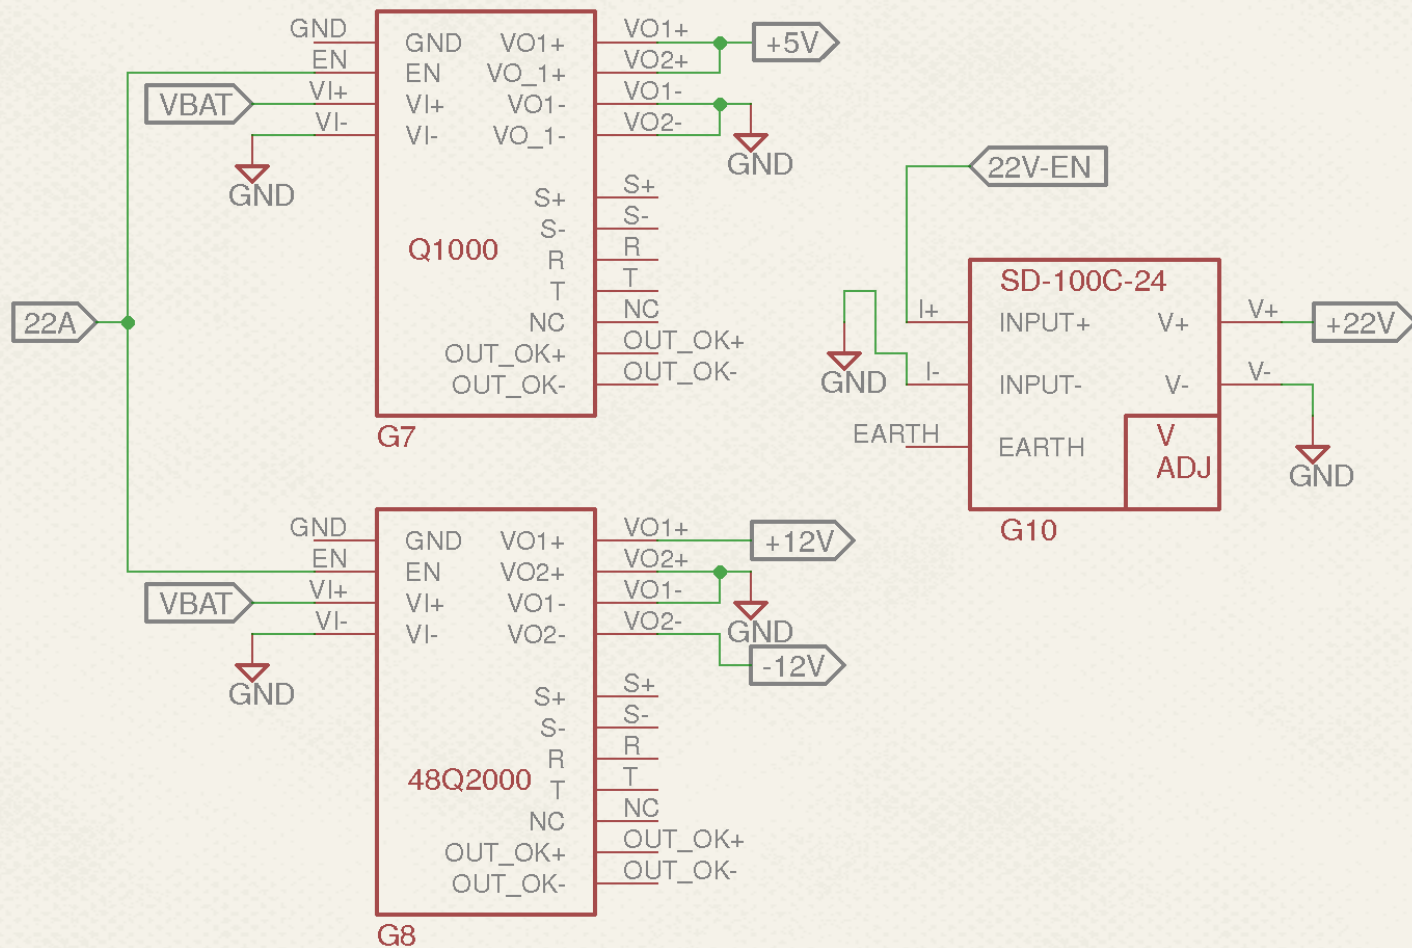 GND GND VO1+ VO1+ +5V
EN EN VO_1+ VO2+
VBAT VI+ VI+ VO1- VO1-
VI- VI- VO_1- VO2-
GND GND
22V-EN
S+ S+
S- S-
Q1000
R R
T T
22A NC NC
OUT_OK+ OUT_OK+
OUT_OK- OUT_OK-
G7
SD-100C-24
I+ INPUT+ V+ V+ +22V
GND I- INPUT- V- V-
EARTH EARTH
V
ADJ
GND
G10
GND GND VO1+ VO1+ +12V
EN EN VO2+ VO2+
VBAT VI+ VI+ VO1- VO1-
VI- VI- VO2- VO2-
GND GND
-12V
S+ S+
S- S-
R R
48Q2000
T T
NC NC
OUT_OK+ OUT_OK+
OUT_OK- OUT_OK-
G8